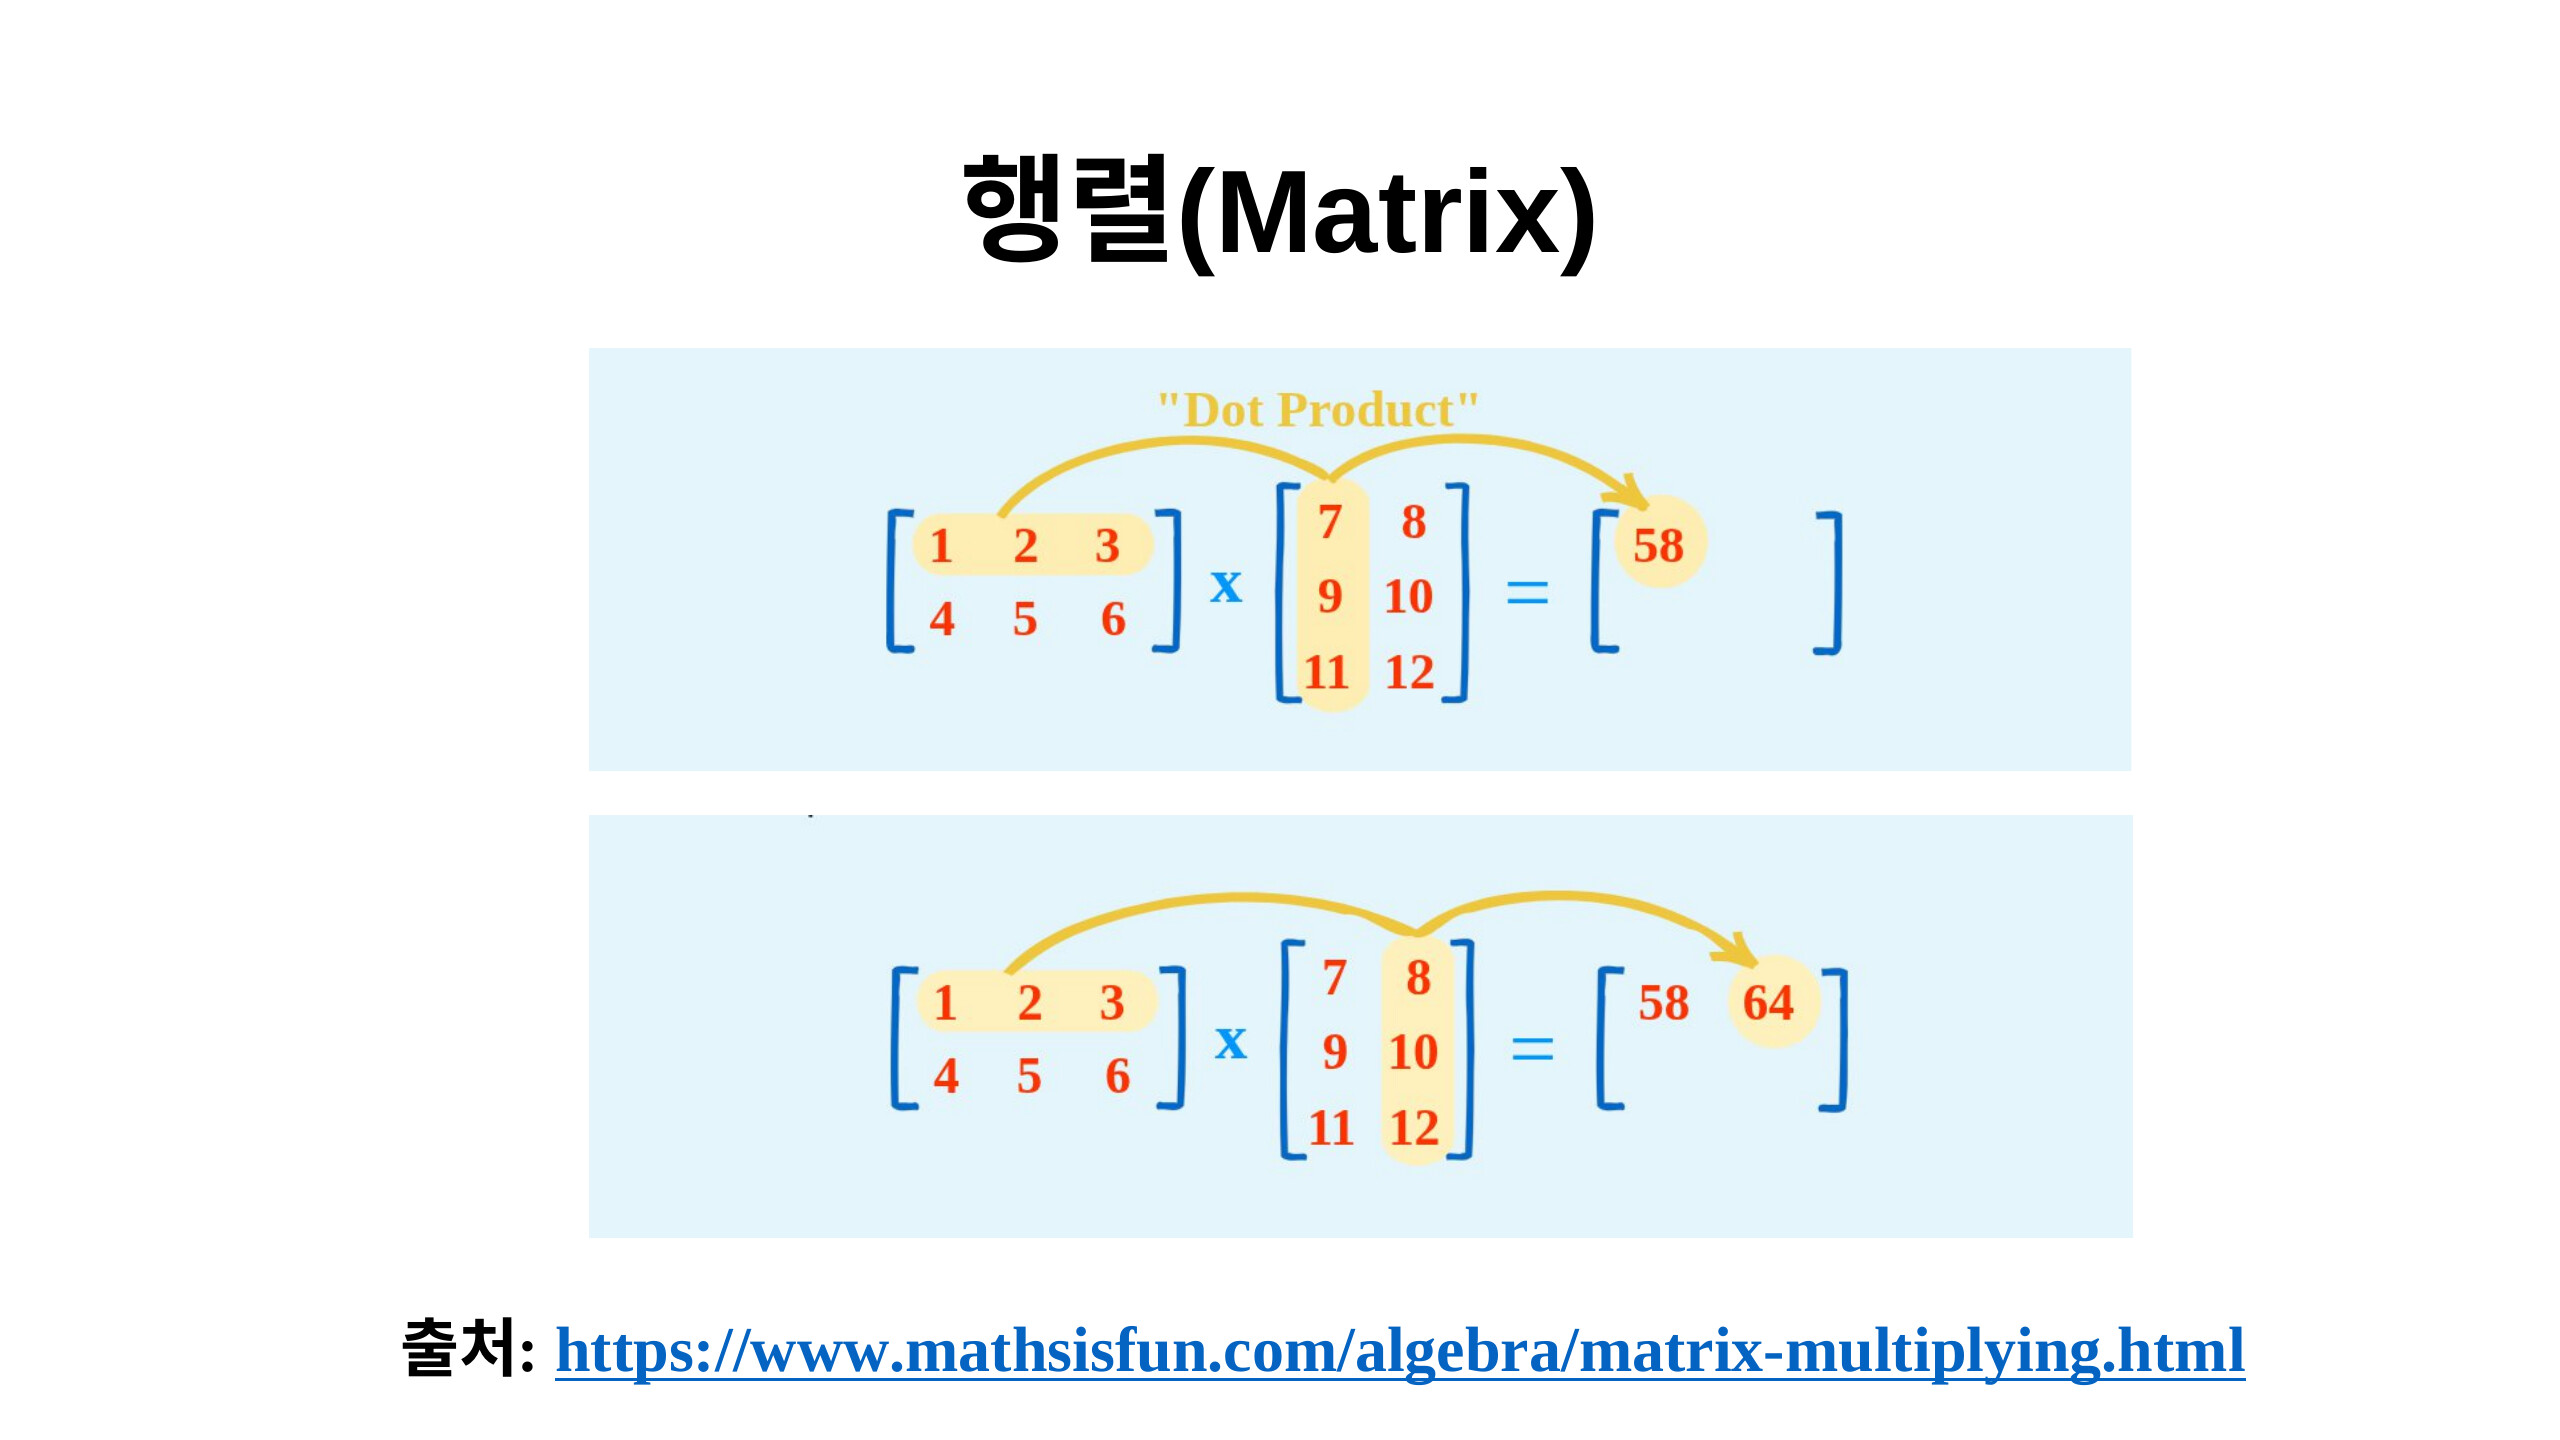 행렬(Matrix)
"Dot Product"
1 2 3
4 5 6
x
7 8
9 10
11 12
=
58
1 2 3
4 5 6
x
7 8
9 10
11 12
=
58 64
출처: https://www.mathsisfun.com/algebra/matrix-multiplying.html